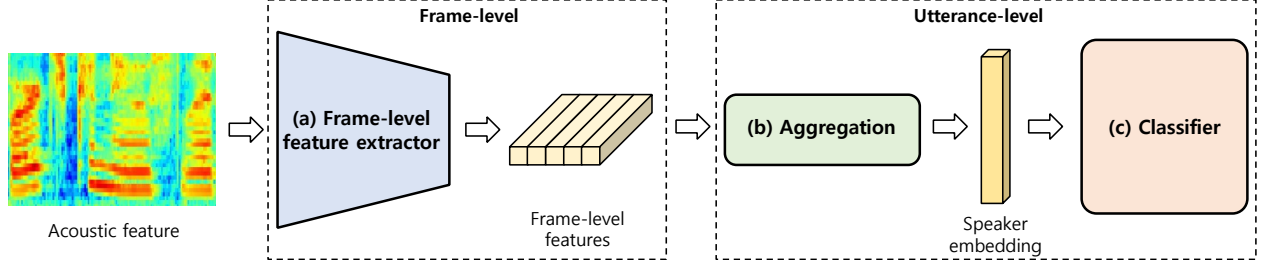 Frame-level
Utterance-level
(a) Frame-level
feature extractor
(b) Aggregation
(c) Classifier
Acoustic feature
Frame-level
features
Speaker
embedding